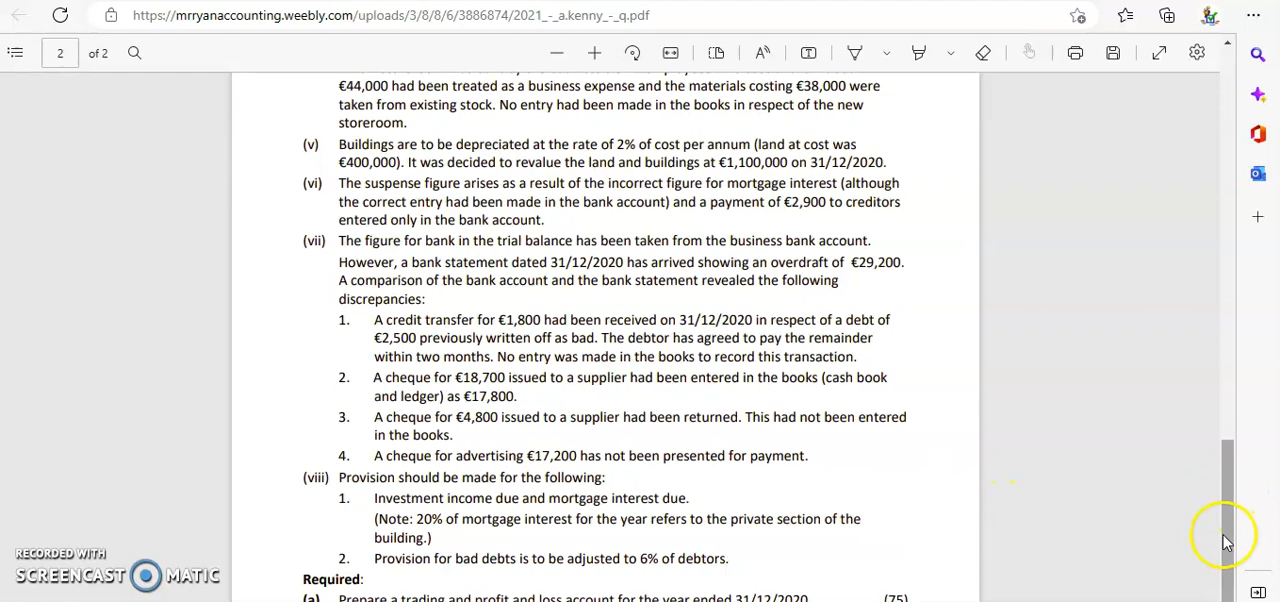 https://mrryanaccounting.weebly.com/uploads/3/8/8/6/3886874/2021_-_a.kenny_-_q.pdf
2 of 2
€44,000 had been treated as a business expense and the materials costing €38,000 were
taken from existing stock. No entry had been made in the books in respect of the new
storeroom.
(v) Buildings are to be depreciated at the rate of 2% of cost per annum (land at cost was
€400,000). It was decided to revalue the land and buildings at €1,100,000 on 31/12/2020.
(vi) The suspense figure arises as a result of the incorrect figure for mortgage interest (although
the correct entry had been made in the bank account) and a payment of €2,900 to creditors
entered only in the bank account.
(vii) The figure for bank in the trial balance has been taken from the business bank account.
However, a bank statement dated 31/12/2020 has arrived showing an overdraft of €29,200.
A comparison of the bank account and the bank statement revealed the following
discrepancies:
1. A credit transfer for €1,800 had been received on 31/12/2020 in respect of a debt of
€2,500 previously written off as bad. The debtor has agreed to pay the remainder
within two months. No entry was made in the books to record this transaction.
2. A cheque for €18,700 issued to a supplier had been entered in the books (cash book
and ledger) as €17,800.
3. A cheque for €4,800 issued to a supplier had been returned. This had not been entered
in the books.
4. A cheque for advertising €17,200 has not been presented for payment.
(viii) Provision should be made for the following:
1. Investment income due and mortgage interest due.
(Note: 20% of mortgage interest for the year refers to the private section of the
building.)
2. Provision for bad debts is to be adjusted to 6% of debtors.
Required:
(a) Prepare a trading and profit and loss account for the year ended 31/12/2020. (75)
RECORDED WITH
SCREENCAST MATIC